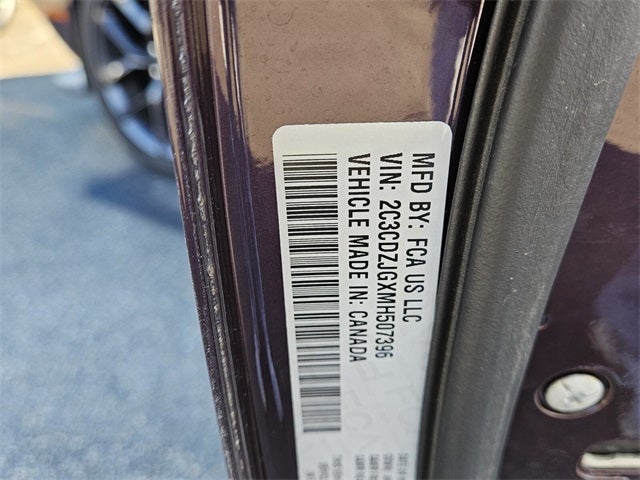 MFD BY: FCA US LLC
VIN: 2C3CDZJGXMH507396
VEHICLE MADE IN: CANADA